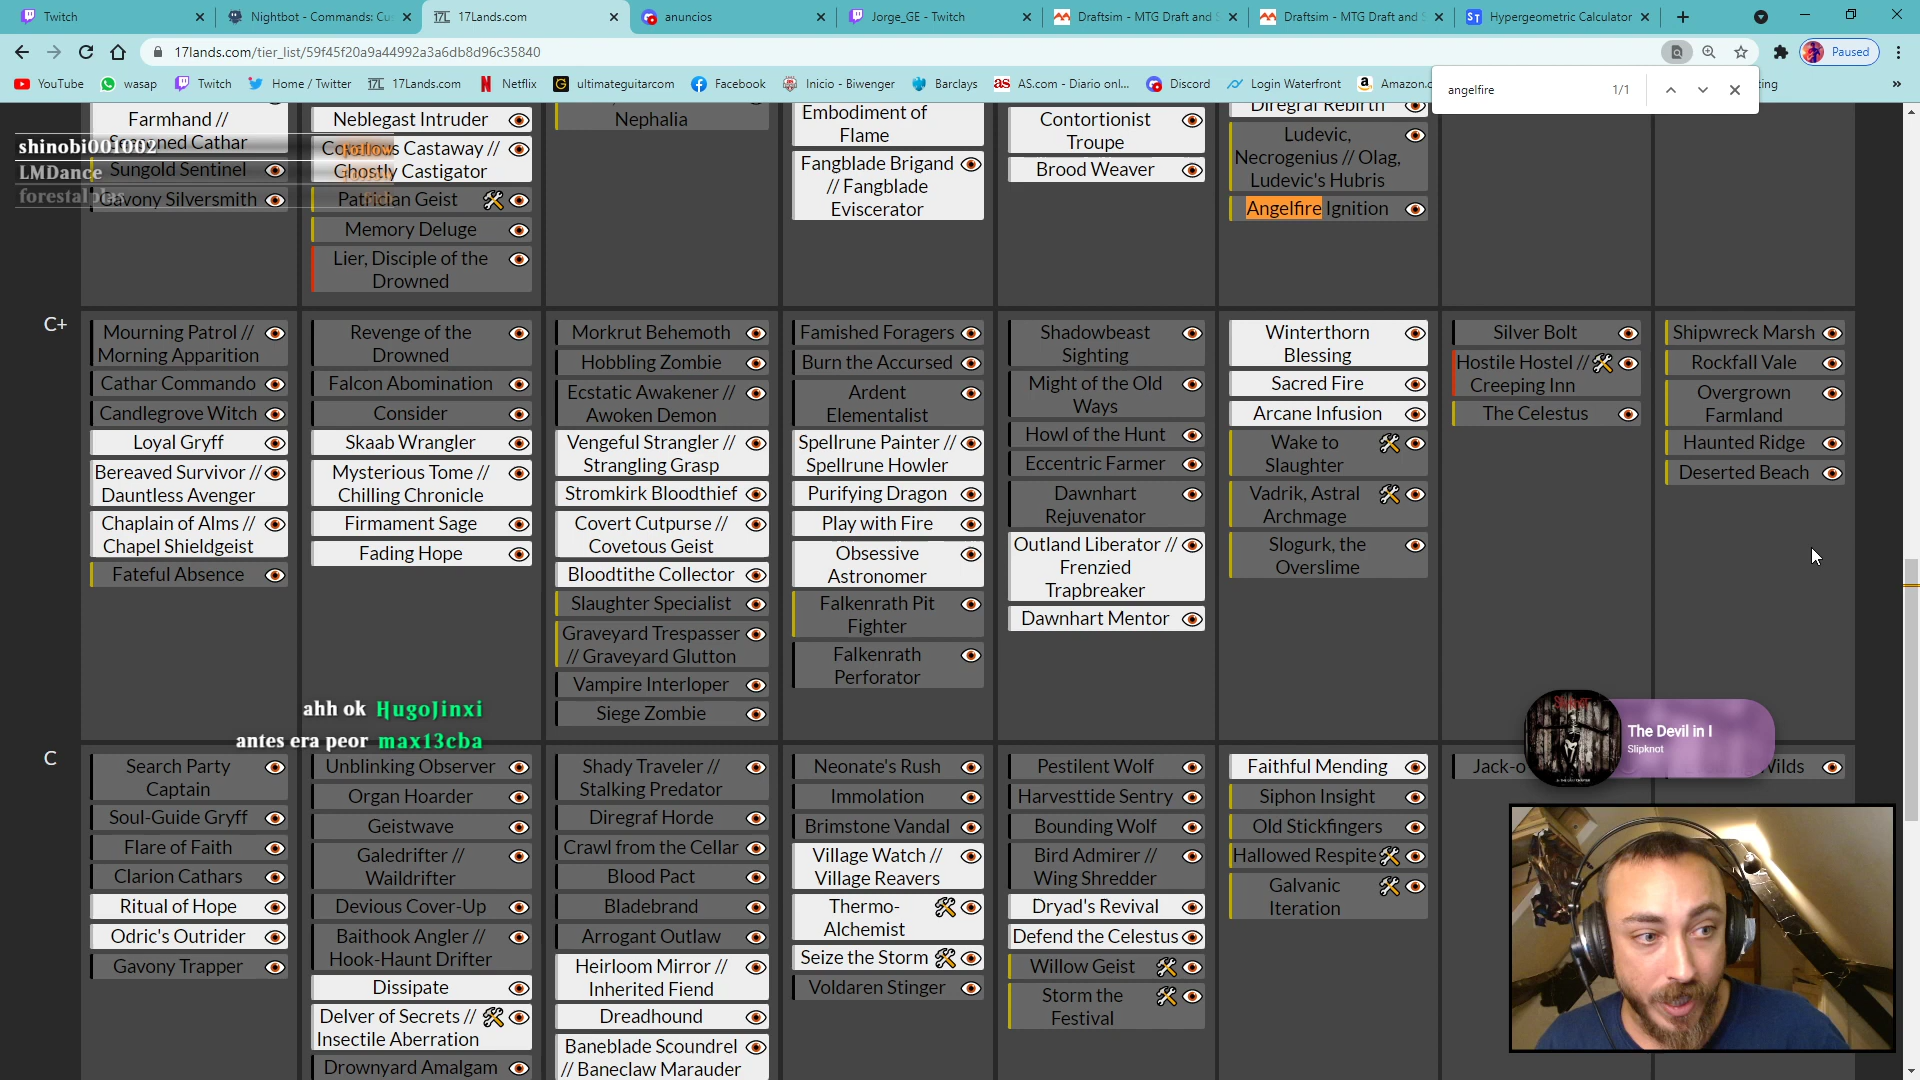 Twitch
Nightbot - Commands: Cu
17Lands.com
anuncios
Jorge_GE - Twitch
Draftsim - MTG Draft and S
Draftsim - MTG Draft and S
Hypergeometric Calculator
17lands.com/tier_list/59f45f20a9a44992a3a6db8d96c35840
Paused
YouTube
wasap
Twitch
Home / Twitter
17Lands.com
Netflix
ultimateguitarcom
Facebook
Inicio - Biwenger
Barclays
AS.com - Diario onl...
Discord
Login Waterfront
Amazon.c
angelfire
1/1
Farmhand //
Cathar
Sungold Sentinel
Gavony Silversmith
shinobi001002
LMDance
forestalplus
Neblegast Intruder
Castaway //
Ghostly Castigator
Patrician Geist
Memory Deluge
Lier, Disciple of the
Drowned
Nephalia
Embodiment of
Flame
Fangblade Brigand
// Fangblade
Eviscerator
Contortionist
Troupe
Brood Weaver
Diregraf Rebirth
Ludevic,
Necrogenius // Olag,
Ludevic's Hubris
Angelfire Ignition
C+
Mourning Patrol //
Morning Apparition
Cathar Commando
Candlegrove Witch
Loyal Gryff
Bereaved Survivor //
Dauntless Avenger
Chaplain of Alms //
Chapel Shieldgeist
Fateful Absence
Revenge of the
Drowned
Falcon Abomination
Consider
Skaab Wrangler
Mysterious Tome //
Chilling Chronicle
Firmament Sage
Fading Hope
Morkrut Behemoth
Hobbling Zombie
Ecstatic Awakener //
Awoken Demon
Vengeful Strangler //
Strangling Grasp
Stromkirk Bloodthief
Covert Cutpurse //
Covetous Geist
Bloodtithe Collector
Slaughter Specialist
Graveyard Trespasser
// Graveyard Glutton
Vampire Interloper
Siege Zombie
Famished Foragers
Burn the Accursed
Ardent
Elementalist
Spellrune Painter //
Spellrune Howler
Purifying Dragon
Play with Fire
Obsessive
Astronomer
Falkenrath Pit
Fighter
Falkenrath
Perforator
Shadowbeast
Sighting
Might of the Old
Ways
Howl of the Hunt
Eccentric Farmer
Dawnhart
Rejuvenator
Outland Liberator //
Frenzied
Trapbreaker
Dawnhart Mentor
Winterthorn
Blessing
Sacred Fire
Arcane Infusion
Wake to
Slaughter
Vadrik, Astral
Archmage
Slogurk, the
Overslime
Silver Bolt
Hostile Hostel //
Creeping Inn
The Celestus
Shipwreck Marsh
Rockfall Vale
Overgrown
Farmland
Haunted Ridge
Deserted Beach
ahh ok HugoJinxi
antes era peor max13cba
The Devil in I
Slipknot
C
Search Party
Captain
Soul-Guide Gryff
Flare of Faith
Clarion Cathars
Ritual of Hope
Odric's Outrider
Gavony Trapper
Unblinking Observer
Organ Hoarder
Geistwave
Galedrifter //
Waildrifter
Devious Cover-Up
Baithook Angler //
Hook-Haunt Drifter
Dissipate
Delver of Secrets //
Insectile Aberration
Drownyard Amalgam
Shady Traveler //
Stalking Predator
Diregraf Horde
Crawl from the Cellar
Blood Pact
Bladebrand
Arrogant Outlaw
Heirloom Mirror //
Inherited Fiend
Dreadhound
Baneblade Scoundrel
// Baneclaw Marauder
Neonate's Rush
Immolation
Brimstone Vandal
Village Watch //
Village Reavers
Thermo-
Alchemist
Seize the Storm
Voldaren Stinger
Pestilent Wolf
Harvesttide Sentry
Bounding Wolf
Bird Admirer //
Wing Shredder
Dryad's Revival
Defend the Celestus
Willow Geist
Storm the
Festival
Faithful Mending
Siphon Insight
Old Stickfingers
Hallowed Respite
Galvanic
Iteration
Jack-o
Wilds